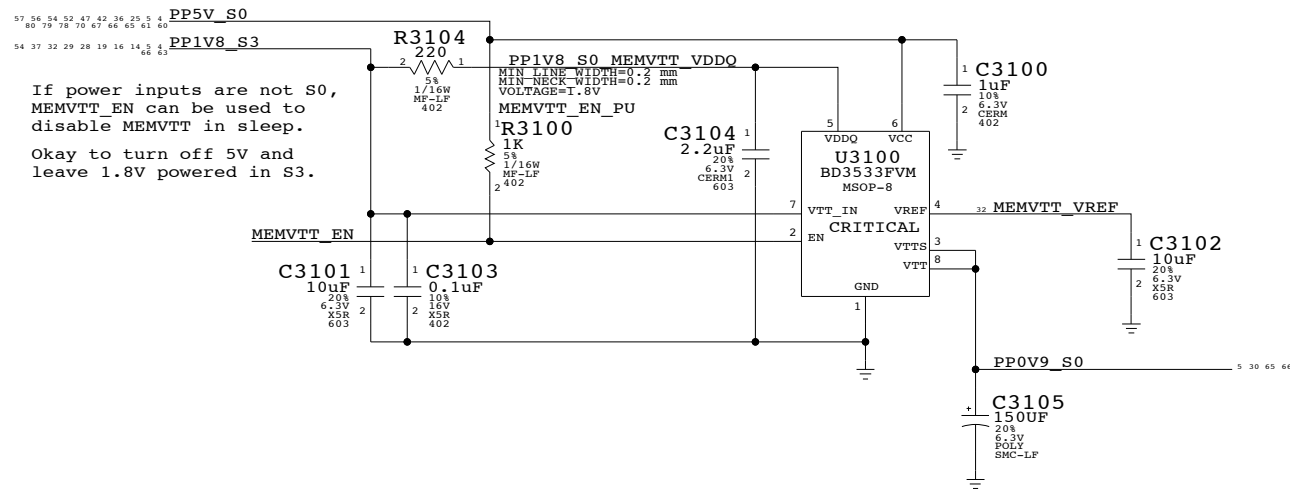 57 56 54 52 47 42 36 25 5 4 PP5V_S0
80 79 78 70 67 66 65 61 60
54 37 32 29 28 19 16 14 5 4 PP1V8_S3
66 63
If power inputs are not S0,
MEMVTT_EN can be used to
disable MEMVTT in sleep.
Okay to turn off 5V and
leave 1.8V powered in S3.
R3104
220
2 1
5%
1/16W
MF-LF
402
PP1V8_S0_MEMVTT_VDDQ
MIN_LINE_WIDTH=0.2 mm
MIN_NECK_WIDTH=0.2 mm
VOLTAGE=1.8V
MEMVTT_EN_PU
1
R3100
1K
5%
1/16W
MF-LF
402
2
C3104
2.2uF
20%
6.3V
CERM1
603
1
2
C3100
1uF
10%
6.3V
CERM
402
1
2
5 6
VDDQ VCC
U3100
BD3533FVM
MSOP-8
CRITICAL
7 VTT_IN
2 EN
VREF 4
VTTS 3
VTT 8
GND
1
MEMVTT_EN
32 MEMVTT_VREF
C3101
10uF
20%
6.3V
X5R
603
1
2
C3103
0.1uF
10%
16V
X5R
402
1
2
C3102
10uF
20%
6.3V
X5R
603
1
2
PP0V9_S0
5 30 65 66
C3105
150UF
20%
6.3V
POLY
SMC-LF
+